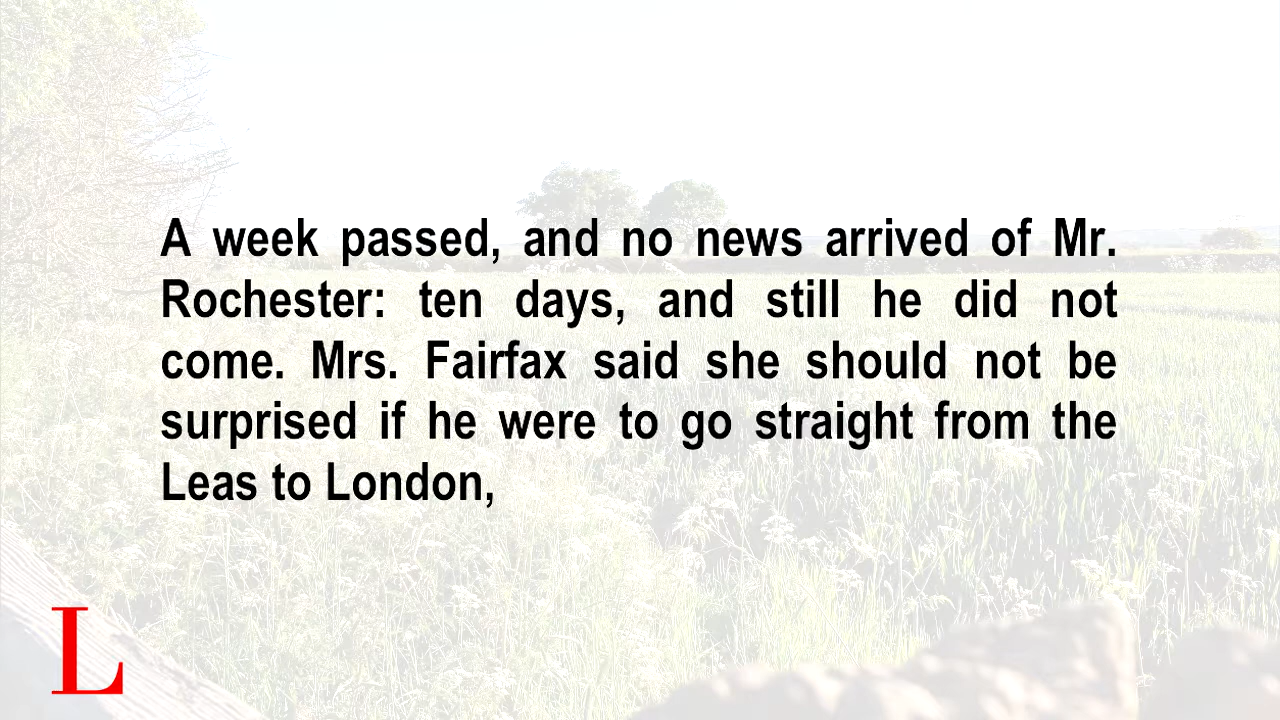 A week passed, and no news arrived of Mr.
Rochester: ten days, and still he did not
come. Mrs. Fairfax said she should not be
surprised if he were to go straight from the
Leas to London,
L